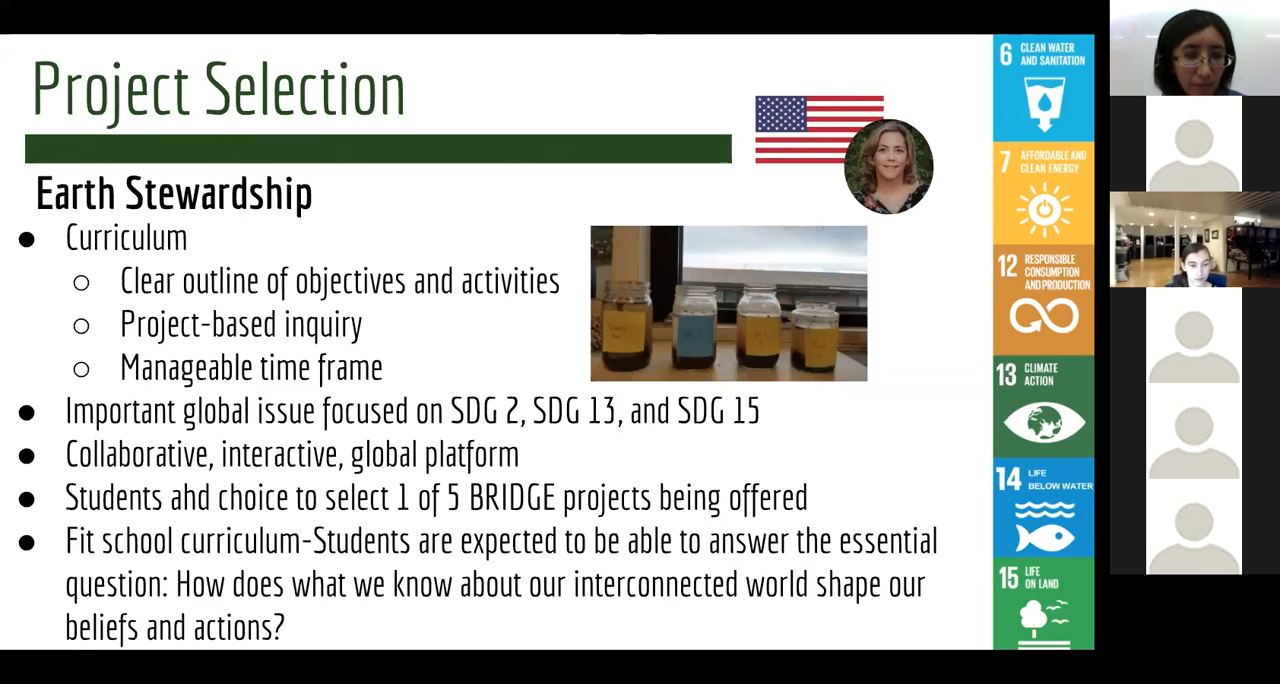 Project Selection
Earth Stewardship
● Curriculum
○ Clear outline of objectives and activities
○ Project-based inquiry
○ Manageable time frame
● Important global issue focused on SDG 2, SDG 13, and SDG 15
● Collaborative, interactive, global platform
● Students ahd choice to select 1 of 5 BRIDGE projects being offered
● Fit school curriculum-Students are expected to be able to answer the essential
question: How does what we know about our interconnected world shape our
beliefs and actions?
6 CLEAN WATER
AND SANITATION
7 AFFORDABLE AND
CLEAN ENERGY
12 RESPONSIBLE
CONSUMPTION
AND PRODUCTION
13 CLIMATE
ACTION
14 LIFE
BELOW WATER
15 LIFE
ON LAND